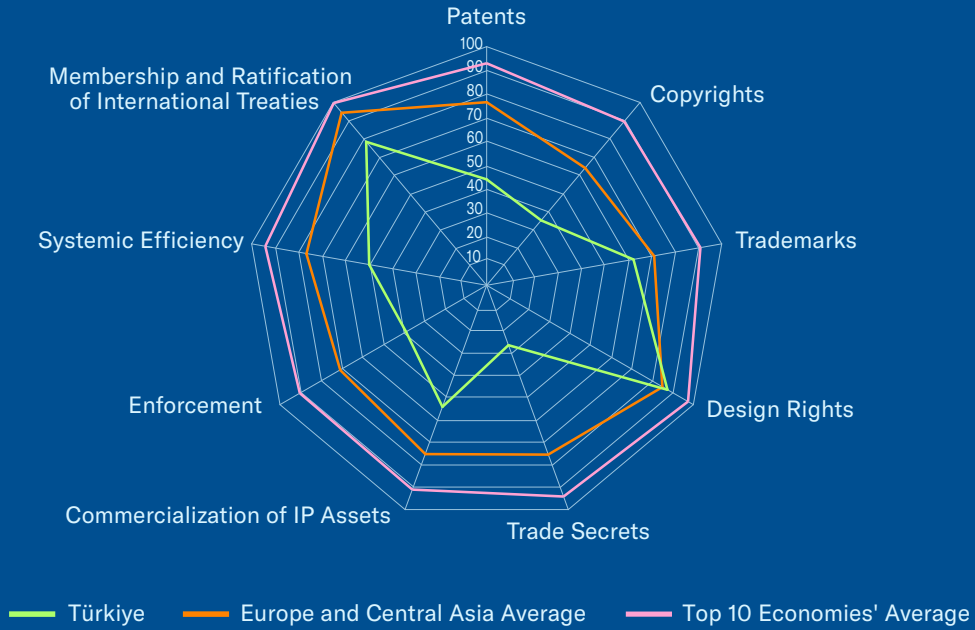 Patents
100
90
80
70
60
50
40
30
20
10
Membership and Ratification
of International Treaties
Copyrights
Systemic Efficiency
Trademarks
Enforcement
Design Rights
Commercialization of IP Assets
Trade Secrets
Türkiye
Europe and Central Asia Average
Top 10 Economies' Average